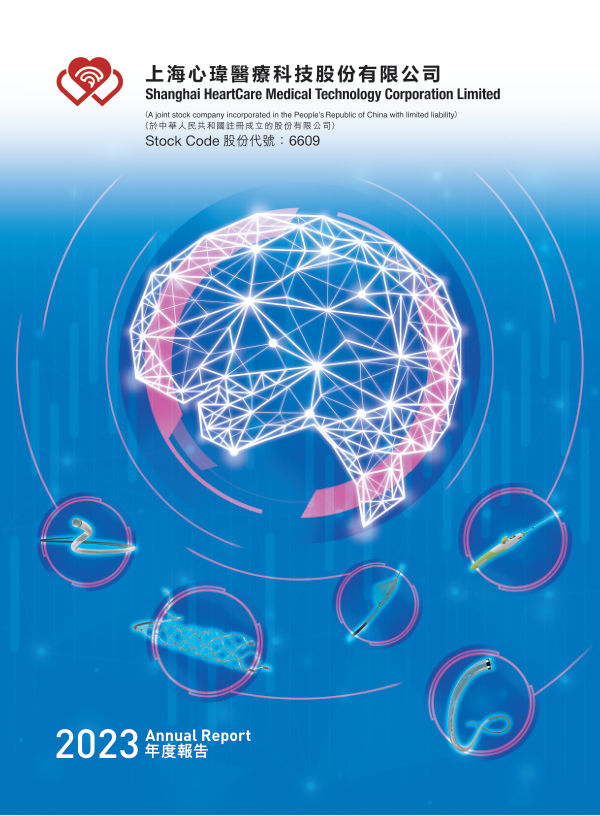 上海心瑋醫療科技股份有限公司
Shanghai HeartCare Medical Technology Corporation Limited
(A joint stock company incorporated in the People's Republic of China with limited liability)
(於中華人民共和國註冊成立的股份有限公司)
Stock Code 股份代號：6609
2023 Annual Report
年度報告